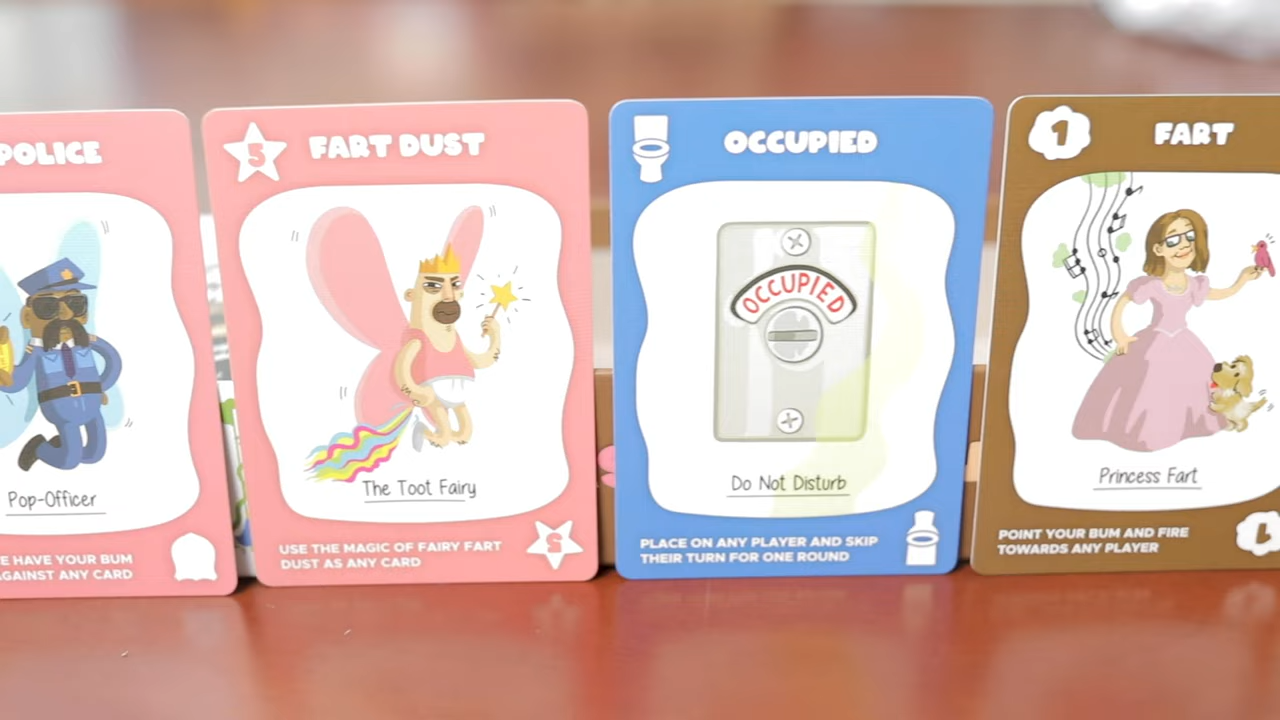 POLICE
Pop-Officer
E HAVE YOUR BUM
AGAINST ANY CARD
S
FART DUST
The Toot Fairy
USE THE MAGIC OF FAIRY FART
DUST AS ANY CARD
S
OCCUPIED
OCCUPIED
Do Not Disturb
PLACE ON ANY PLAYER AND SKIP
THEIR TURN FOR ONE ROUND
1
FART
Princess Fart
POINT YOUR BUM AND FIRE
TOWARDS ANY PLAYER
1